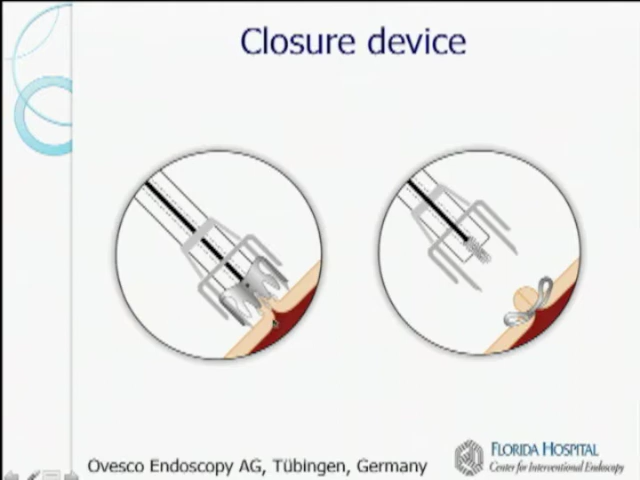 Closure device
Ovesco Endoscopy AG, Tübingen, Germany
FLORIDA HOSPITAL
Center for Interventional Endoscopy